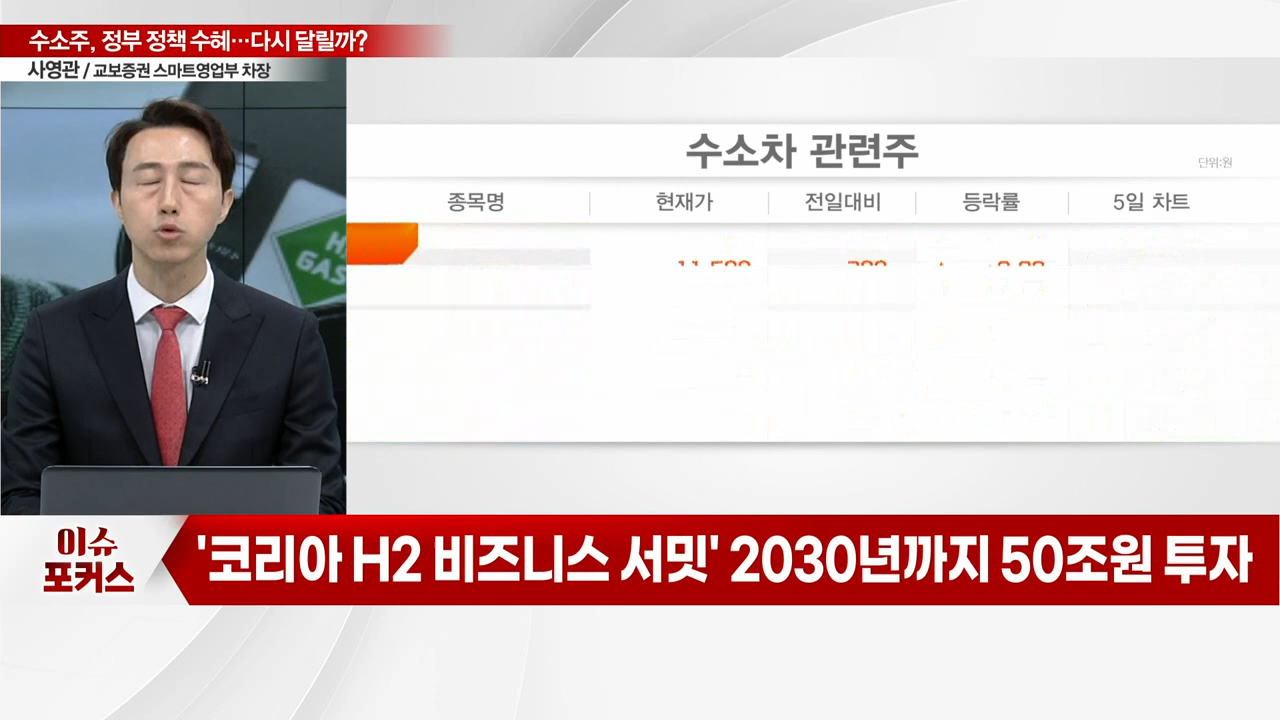 수소주, 정부 정책 수혜…다시 달릴까?
사영관 / 교보증권 스마트영업부 차장
수소차 관련주
단위:원
종목명 현재가 전일대비 등락률 5일 차트
이슈
포커스
'코리아 H2 비즈니스 서밋' 2030년까지 50조원 투자